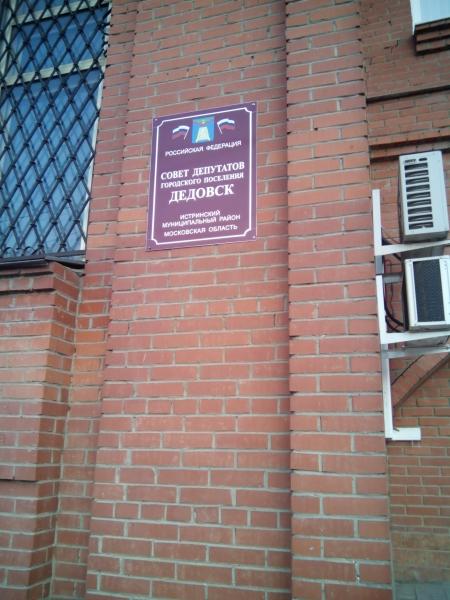 РОССИЙСКАЯ ФЕДЕРАЦИЯ
СОВЕТ ДЕПУТАТОВ
ГОРОДСКОГО ПОСЕЛЕНИЯ
ДЕДОВСК
ИСТРИНСКИЙ
МУНИЦИПАЛЬНЫЙ РАЙОН
МОСКОВСКАЯ ОБЛАСТЬ